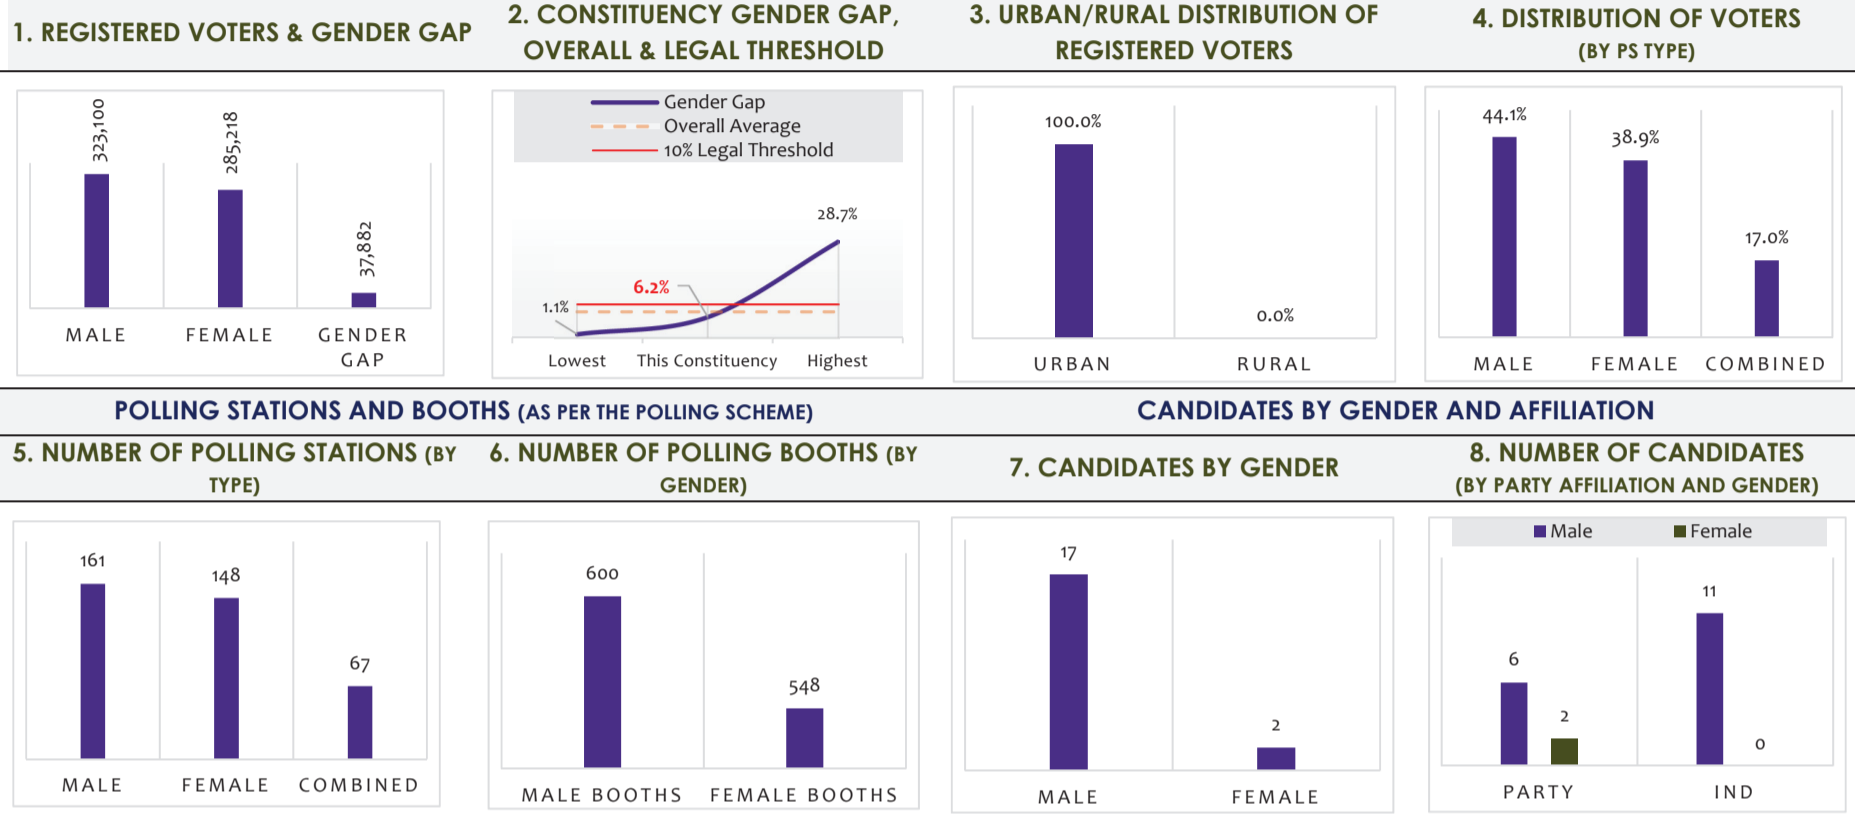 1. REGISTERED VOTERS & GENDER GAP
323,100
285,218
37,882
MALE
FEMALE
GENDER
GAP
2. CONSTITUENCY GENDER GAP,
OVERALL & LEGAL THRESHOLD
Gender Gap
Overall Average
10% Legal Threshold
28.7%
6.2%
1.1%
Lowest
This Constituency
Highest
3. URBAN/RURAL DISTRIBUTION OF
REGISTERED VOTERS
100.0%
0.0%
URBAN
RURAL
4. DISTRIBUTION OF VOTERS
(BY PS TYPE)
44.1%
38.9%
17.0%
MALE
FEMALE
COMBINED
POLLING STATIONS AND BOOTHS (AS PER THE POLLING SCHEME)
CANDIDATES BY GENDER AND AFFILIATION
5. NUMBER OF POLLING STATIONS (BY
TYPE)
161
148
67
MALE
FEMALE
COMBINED
6. NUMBER OF POLLING BOOTHS (BY
GENDER)
600
548
MALE BOOTHS
FEMALE BOOTHS
7. CANDIDATES BY GENDER
17
2
MALE
FEMALE
8. NUMBER OF CANDIDATES
(BY PARTY AFFILIATION AND GENDER)
Male
Female
6
2
11
0
PARTY
IND